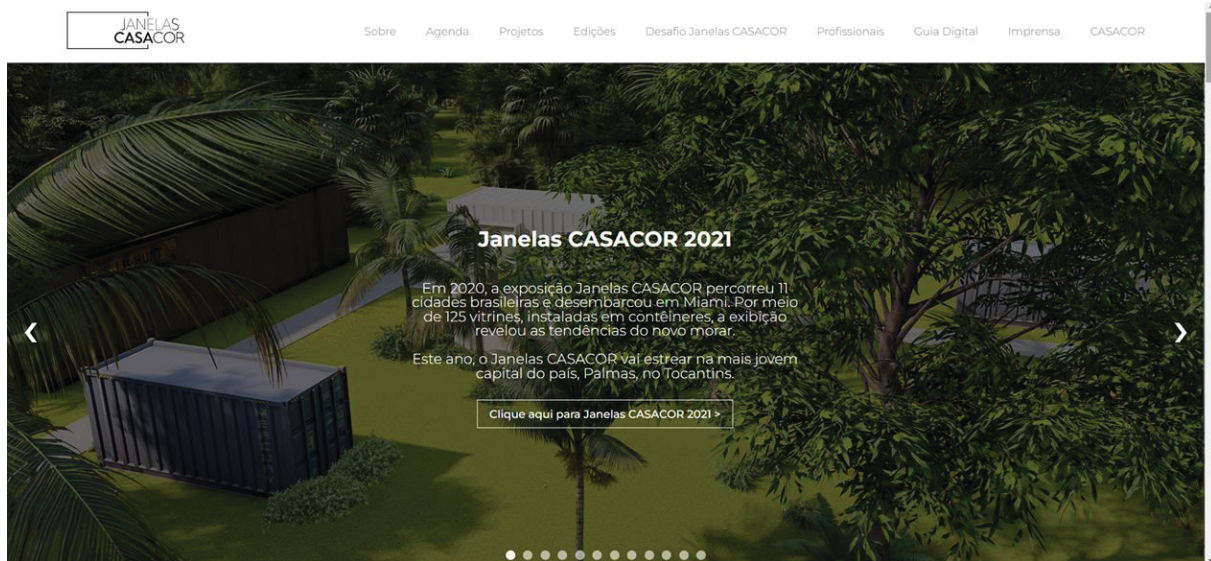 JANELAS
CASACOR
Sobre Agenda Projetos Edições Desafio Janelas CASACOR Profissionais Guia Digital Imprensa CASACOR
Janelas CASACOR 2021
Em 2020, a exposição Janelas CASACOR percorreu 11
cidades brasileiras e desembarcou em Miami. Por meio
de 125 vitrines, instaladas em contêineres, a exibição
revelou as tendências do novo morar.
Este ano, o Janelas CASACOR vai estrear na mais jovem
capital do país, Palmas, no Tocantins.
Clique aqui para Janelas CASACOR 2021 >